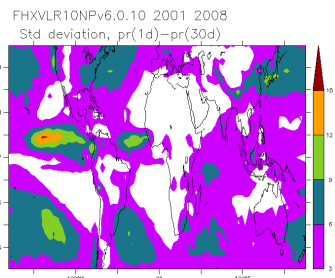 FHXVLR10NPv6.0.10 2001 2008
Std deviation, pr(1d)-pr(30d)
15
12
9
6